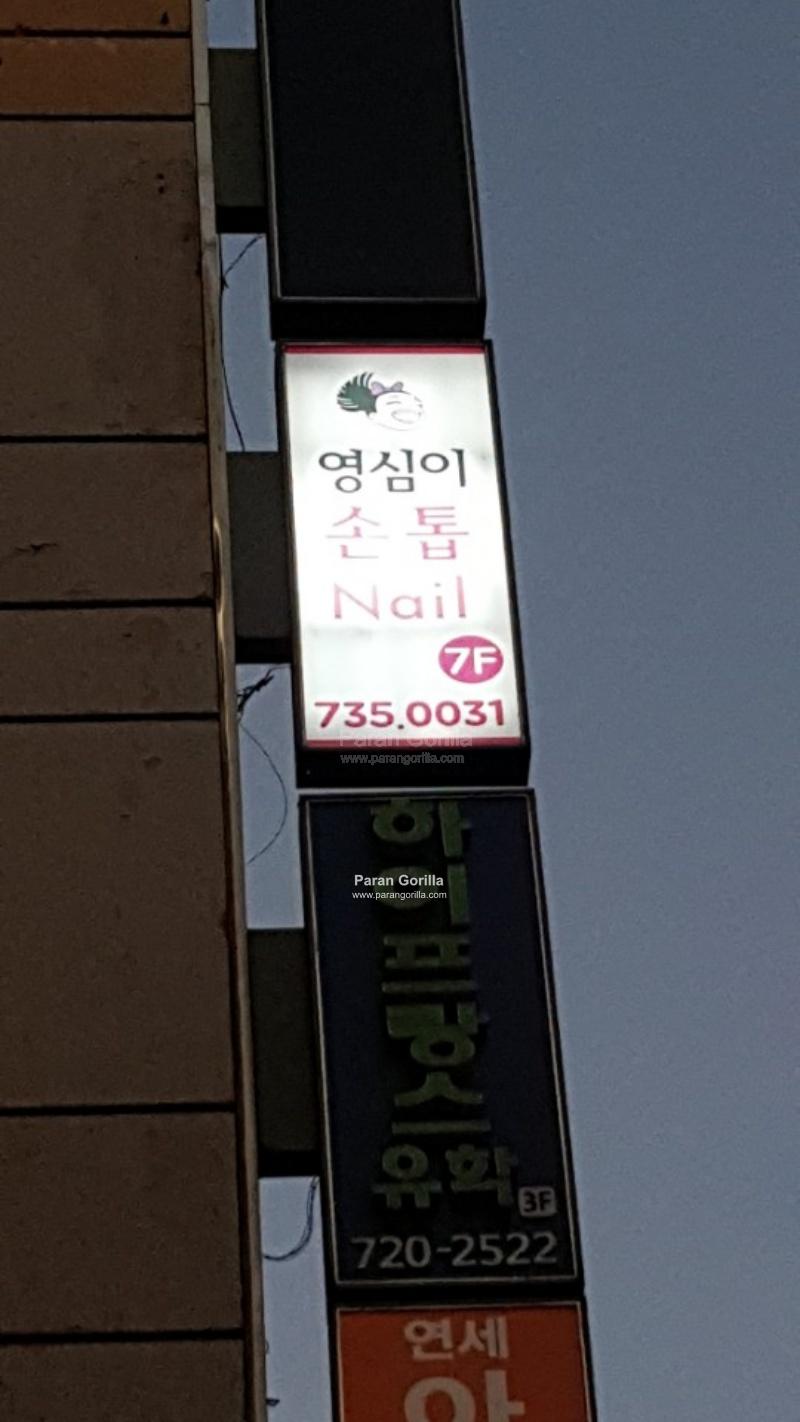 영심이
손톱
Nail
7F
735.0031
Paran Gorilla
www.parangorilla.com
하이프랑스
Paran Gorilla
www.parangorilla.com
유학
3F
720-2522
연세